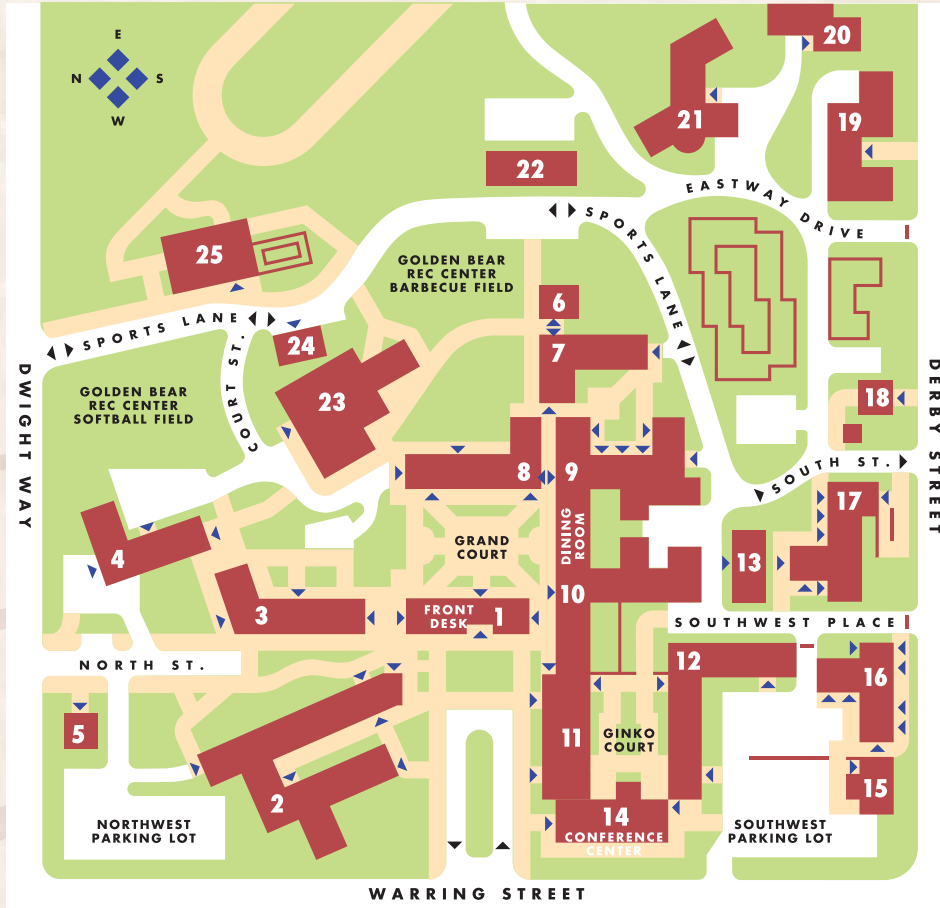 E
N S
W
20
21
19
22
EASTWAY DRIVE
SPORTS LANE
25
GOLDEN BEAR
REC CENTER
BARBECUE FIELD
6
SPORTS LANE
24
7
COURT ST.
23
18
GOLDEN BEAR
REC CENTER
SOFTBALL FIELD
DWIGHT WAY
DERBY STREET
8
9
SOUTH ST.
17
DINING
ROOM
GRAND
COURT
4
13
10
3
FRONT
DESK
1
SOUTHWEST PLACE
NORTH ST.
12
16
5
11
GINKO
COURT
2
15
14
CONFERENCE
CENTER
NORTHWEST
PARKING LOT
SOUTHWEST
PARKING LOT
WARRING STREET